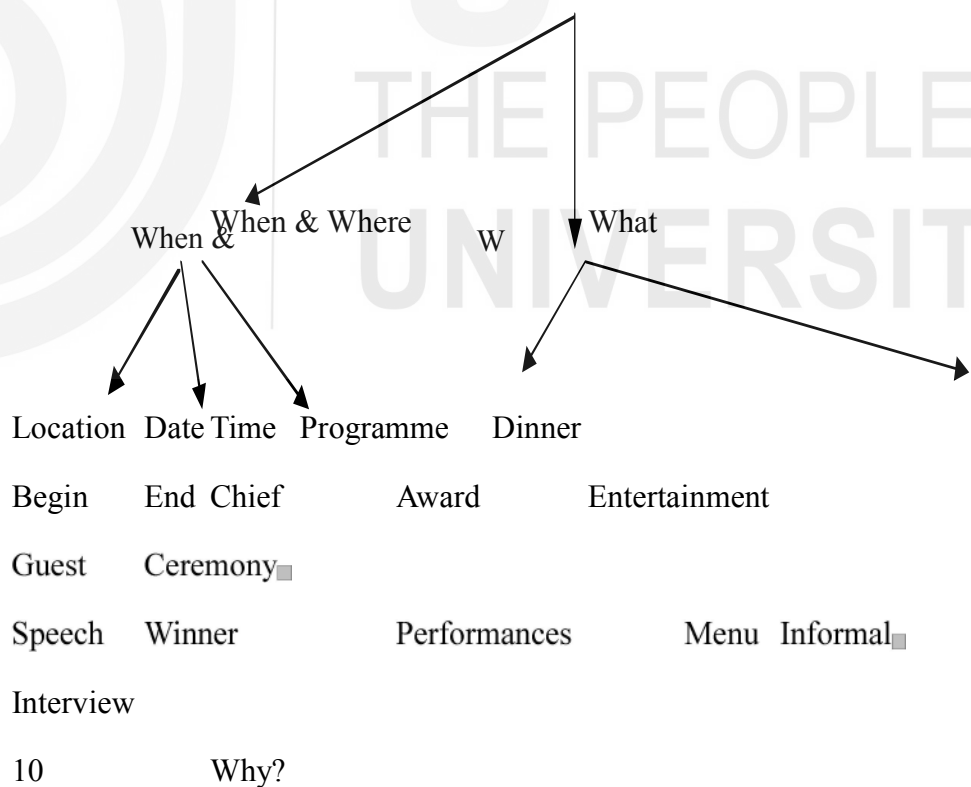 THE PEOPLE
UNIVERSIT
When & When & Where W What
Location Date Time Programme Dinner
Begin End Chief Award Entertainment
Guest Ceremony
Speech Winner Performances Menu Informal
Interview
10 Why?